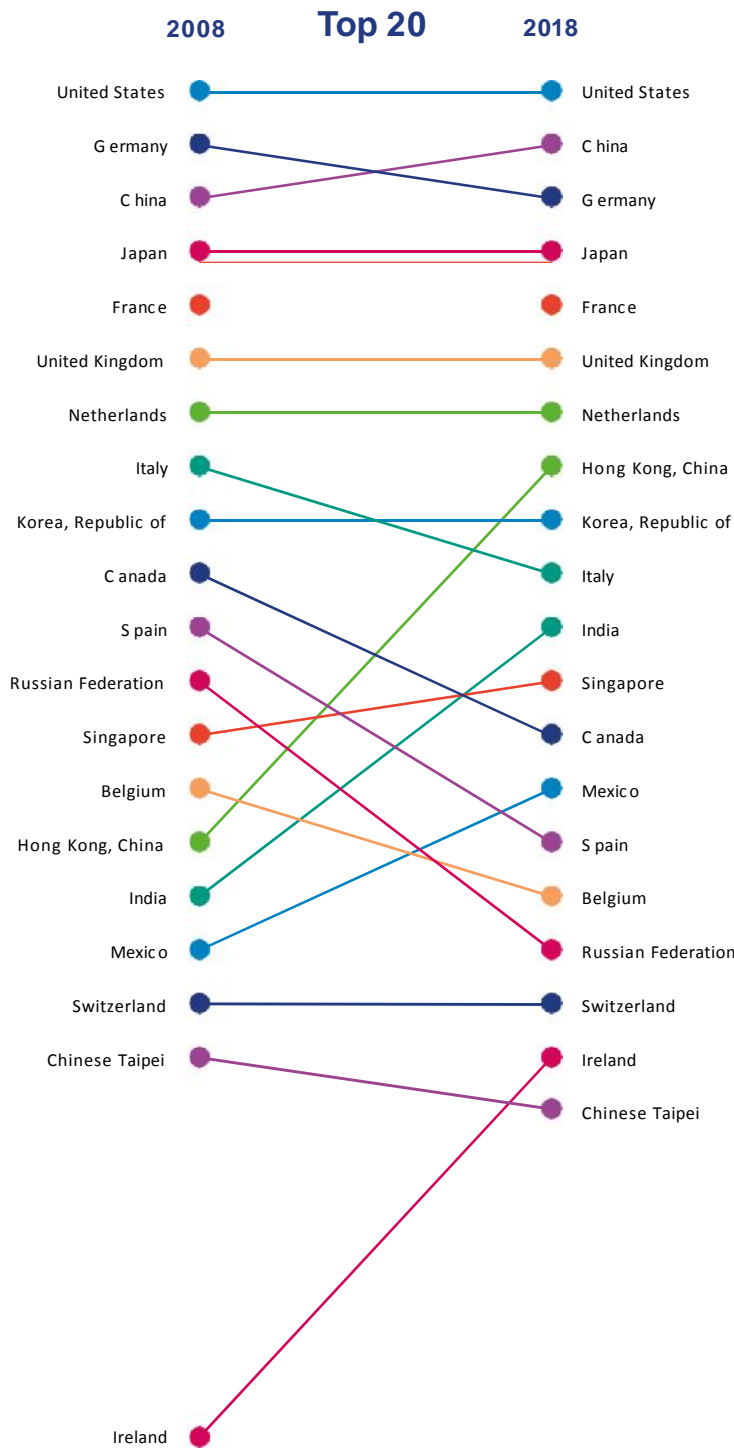 2008 Top 20 2018
United States United States
Germany China
China Germany
Japan Japan
France France
United Kingdom United Kingdom
Netherlands Netherlands
Italy Hong Kong, China
Korea, Republic of Korea, Republic of
Canada Italy
Spain India
Russian Federation Singapore
Singapore Canada
Belgium Mexico
Hong Kong, China Spain
India Belgium
Mexico Russian Federation
Switzerland Switzerland
Chinese Taipei Ireland
Chinese Taipei
Ireland